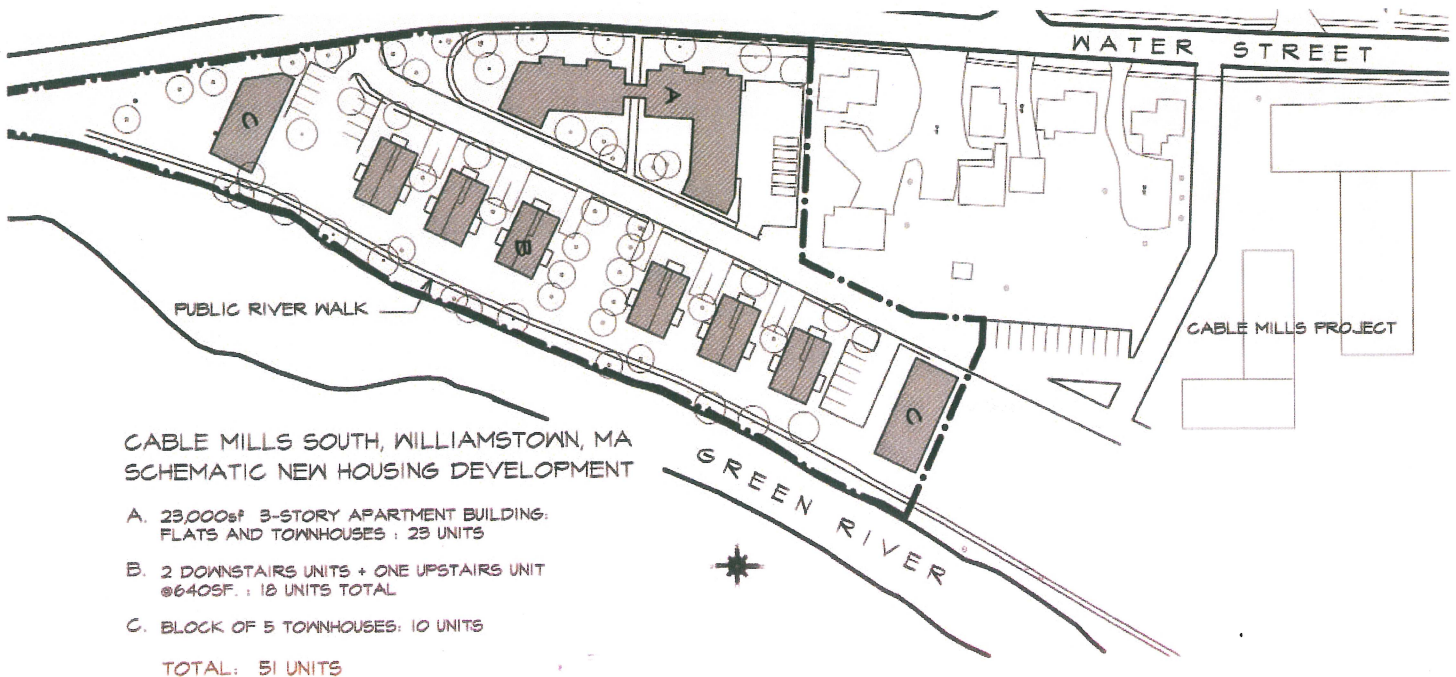 WATER STREET
A
C
B
PUBLIC RIVER WALK
CABLE MILLS PROJECT
C
CABLE MILLS SOUTH, WILLIAMSTOWN, MA
SCHEMATIC NEW HOUSING DEVELOPMENT
GREEN RIVER
A. 23,000sf 3-STORY APARTMENT BUILDING:
FLATS AND TOWNHOUSES : 23 UNITS
B. 2 DOWNSTAIRS UNITS + ONE UPSTAIRS UNIT
@640SF. : 18 UNITS TOTAL
C. BLOCK OF 5 TOWNHOUSES: 10 UNITS
TOTAL: 51 UNITS